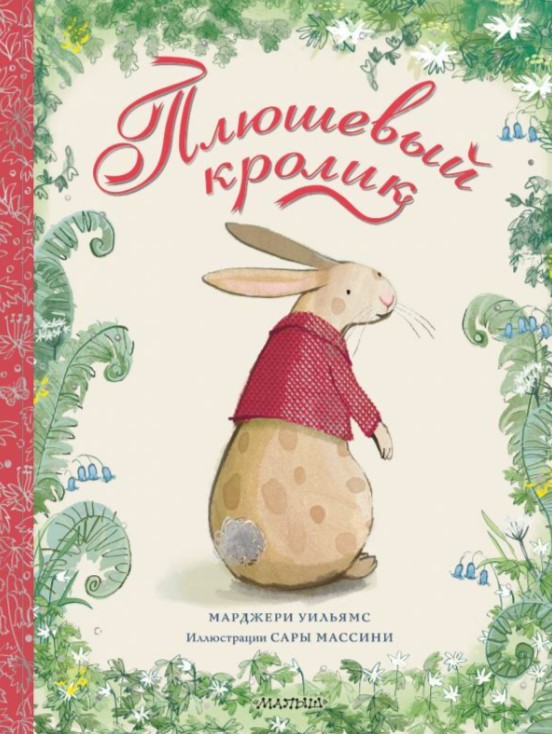 Плюшевый
кролик
МАРДЖЕРИ УИЛЬЯМС
Иллюстрации САРЫ МАССИНИ
МАЛЫШ